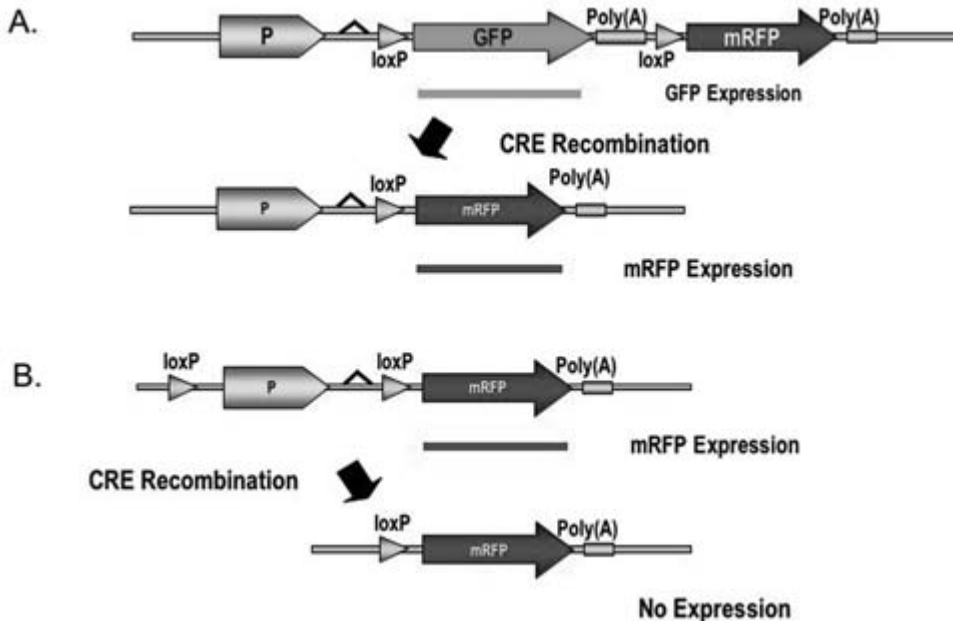 A.
P
loxP
GFP
Poly(A)
loxP
mRFP
Poly(A)
GFP Expression
CRE Recombination
P
loxP
mRFP
Poly(A)
mRFP Expression
B.
loxP
P
loxP
mRFP
Poly(A)
mRFP Expression
CRE Recombination
loxP
mRFP
Poly(A)
No Expression